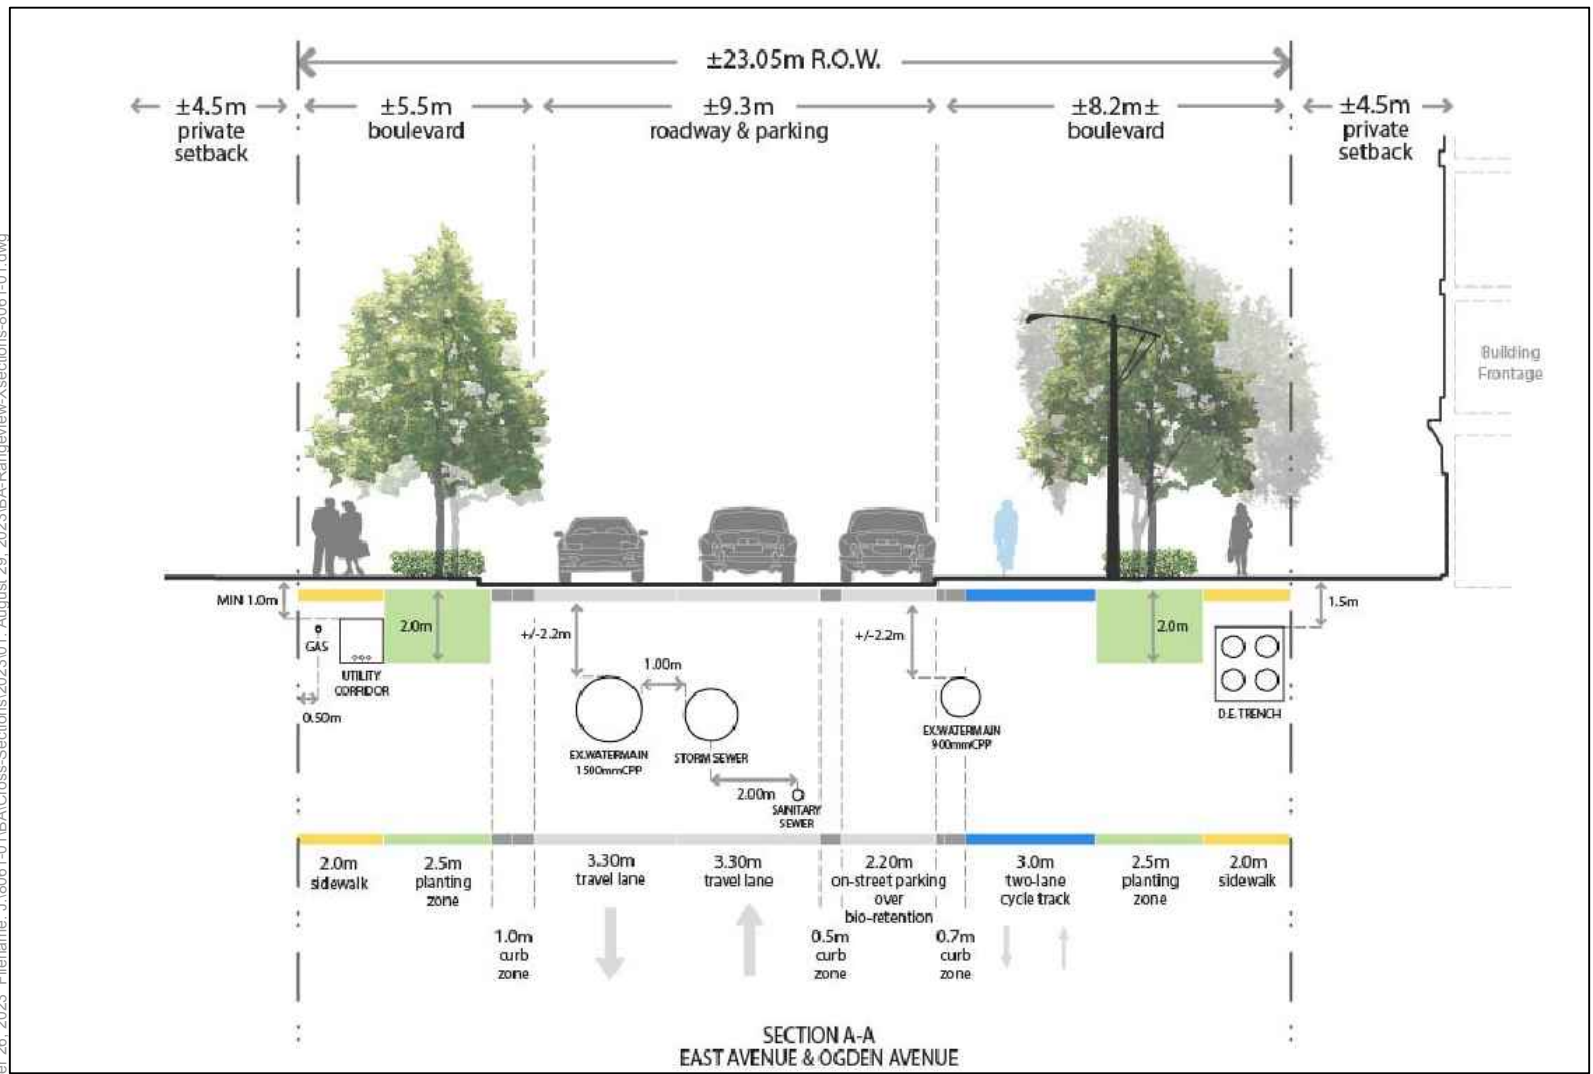 ±23.05m R.O.W.
±4.5m
private
setback
±5.5m
boulevard
±9.3m
roadway & parking
±8.2m±
boulevard
±4.5m
private
setback
Building
Frontage
MIN 1.0m
GAS
UTILITY
CORRIDOR
0.50m
2.0m
+/-2.2m
1.00m
EX.WATERMAIN
1500mmCPP
STORM SEWER
2.00m
SANITARY
SEWER
+/-2.2m
EX.WATERMAIN
900mmCPP
2.0m
1.5m
D.E. TRENCH
2.0m
sidewalk
2.5m
planting
zone
1.0m
curb
zone
3.30m
travel lane
3.30m
travel lane
0.5m
curb
zone
2.20m
on-street parking
over
bio-retention
0.7m
curb
zone
3.0m
two-lane
cycle track
2.5m
planting
zone
2.0m
sidewalk
SECTION A-A
EAST AVENUE & OGDEN AVENUE